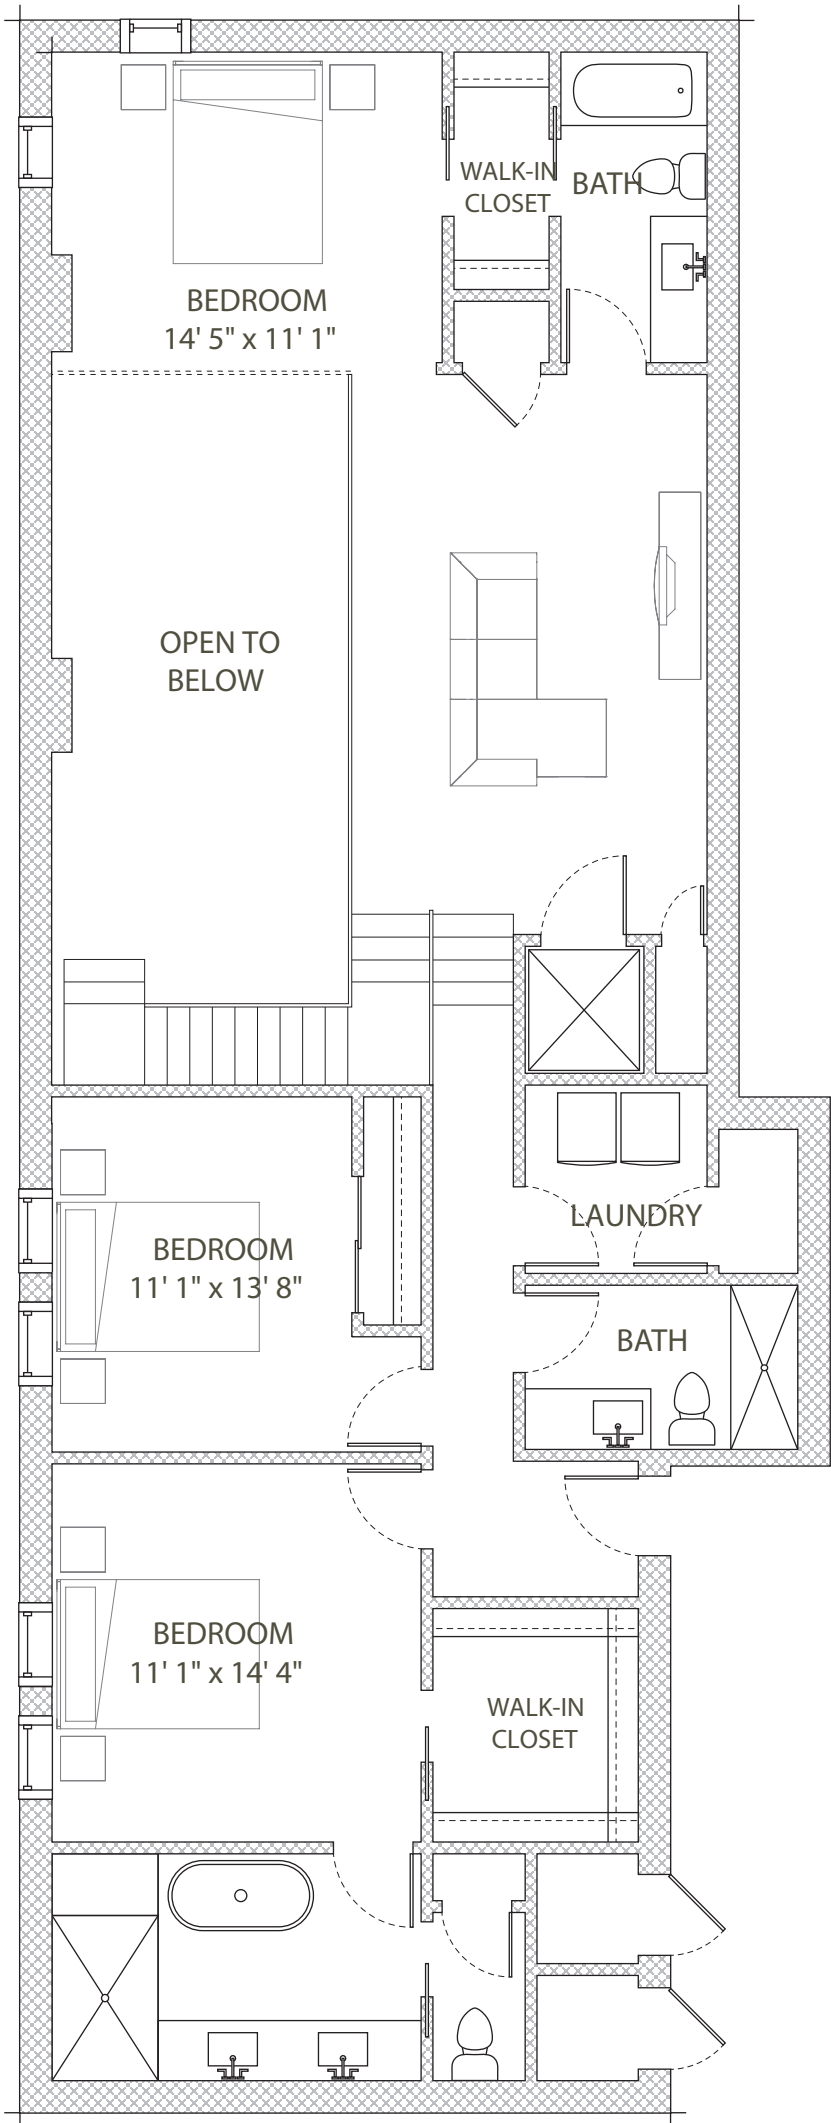 WALK-IN
CLOSET
BATH
BEDROOM
14' 5" x 11' 1"
OPEN TO
BELOW
LAUNDRY
BEDROOM
11' 1" x 13' 8"
BATH
BEDROOM
11' 1" x 14' 4"
WALK-IN
CLOSET